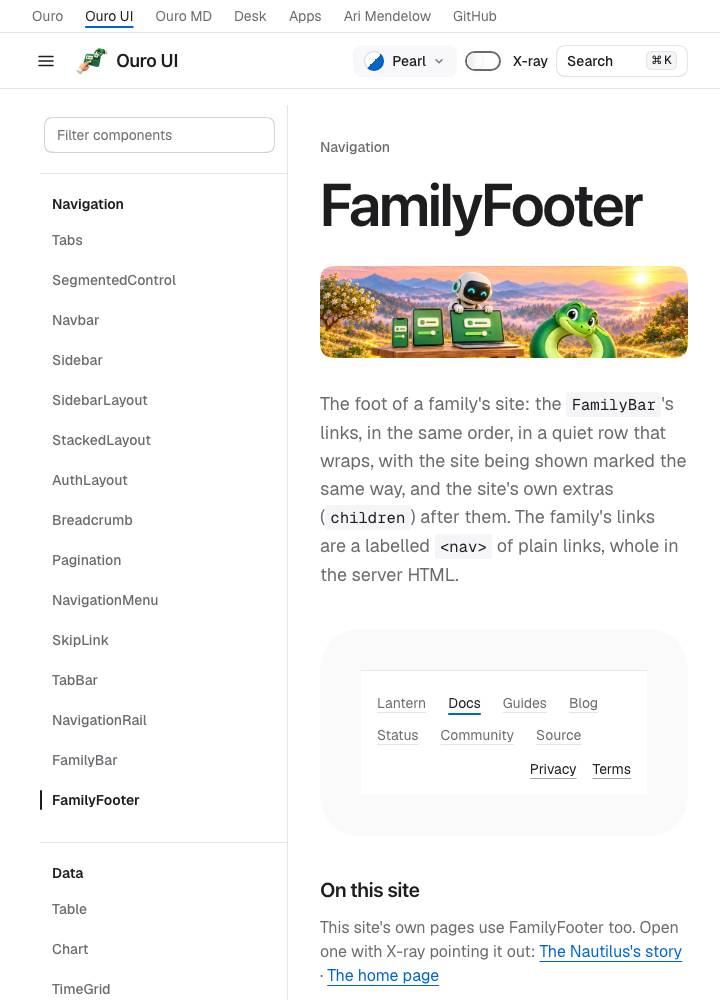 Ouro Ouro UI Ouro MD Desk Apps Ari Mendelow GitHub
Ouro UI Pearl X-ray Search ⌘ K
Filter components
Navigation
Tabs
SegmentedControl
Navbar
Sidebar
SidebarLayout
StackedLayout
AuthLayout
Breadcrumb
Pagination
NavigationMenu
SkipLink
TabBar
NavigationRail
FamilyBar
FamilyFooter
Data
Table
Chart
TimeGrid
Navigation
FamilyFooter
The foot of a family's site: the FamilyBar's
links, in the same order, in a quiet row that
wraps, with the site being shown marked the
same way, and the site's own extras
(children) after them. The family's links
are a labelled <nav> of plain links, whole in
the server HTML.
Lantern Docs Guides Blog
Status Community Source
Privacy Terms
On this site
This site's own pages use FamilyFooter too. Open
one with X-ray pointing it out: The Nautilus's story
· The home page